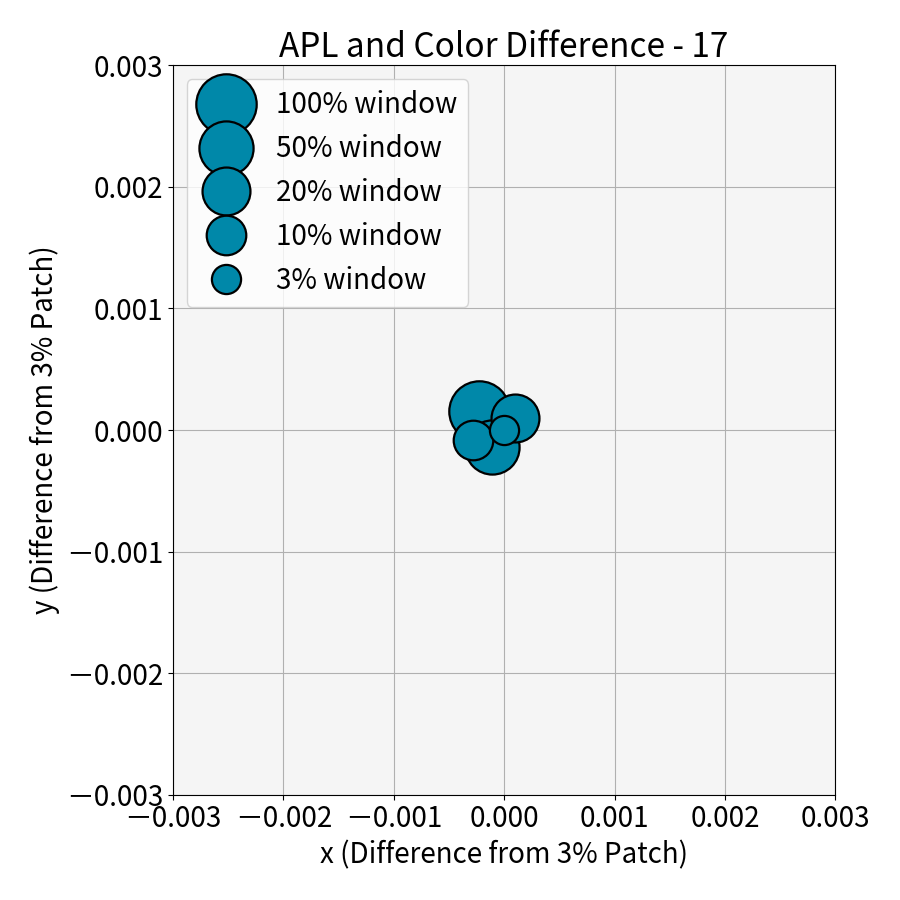 APL and Color Difference - 17
0.003
0.002
0.001
0.000
−0.001
−0.002
−0.003
y (Difference from 3% Patch)
100% window
50% window
20% window
10% window
3% window
−0.003 −0.002 −0.001 0.000 0.001 0.002 0.003
x (Difference from 3% Patch)